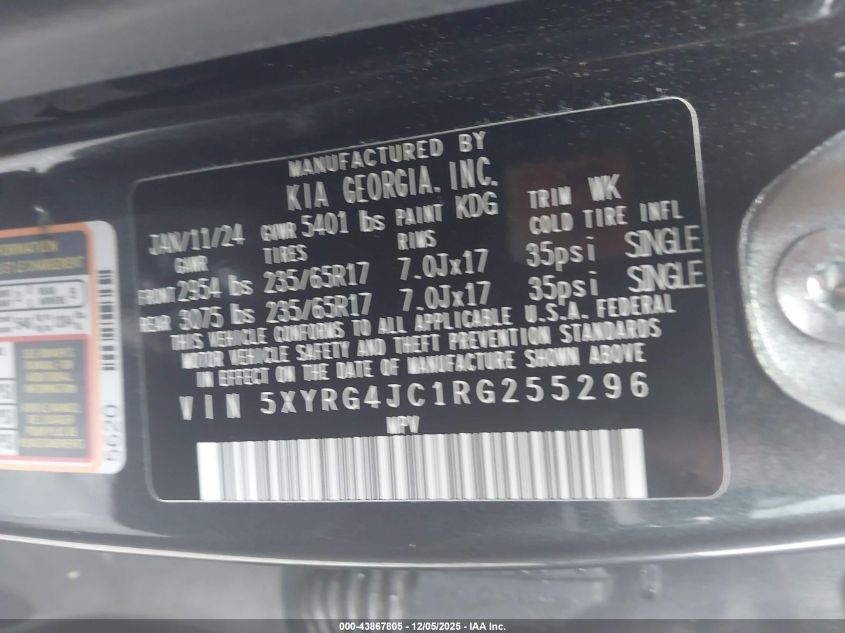 MANUFACTURED BY
KIA GEORGIA, INC.
JAN/11/24 GVWR 5401 lbs PAINT KDG TRIM WK
GAWR TIRES RIMS COLD TIRE INFL
FRONT 2954 lbs 235/65R17 7.0Jx17 35psi SINGLE
REAR 3075 lbs 235/65R17 7.0Jx17 35psi SINGLE
THIS VEHICLE CONFORMS TO ALL APPLICABLE U.S.A. FEDERAL
MOTOR VEHICLE SAFETY AND THEFT PREVENTION STANDARDS
IN EFFECT ON THE DATE OF MANUFACTURE SHOWN ABOVE.
VIN 5XYRG4JC1RG255296
MPV
5620
000-43867805 - 12/05/2025 - IAA Inc.